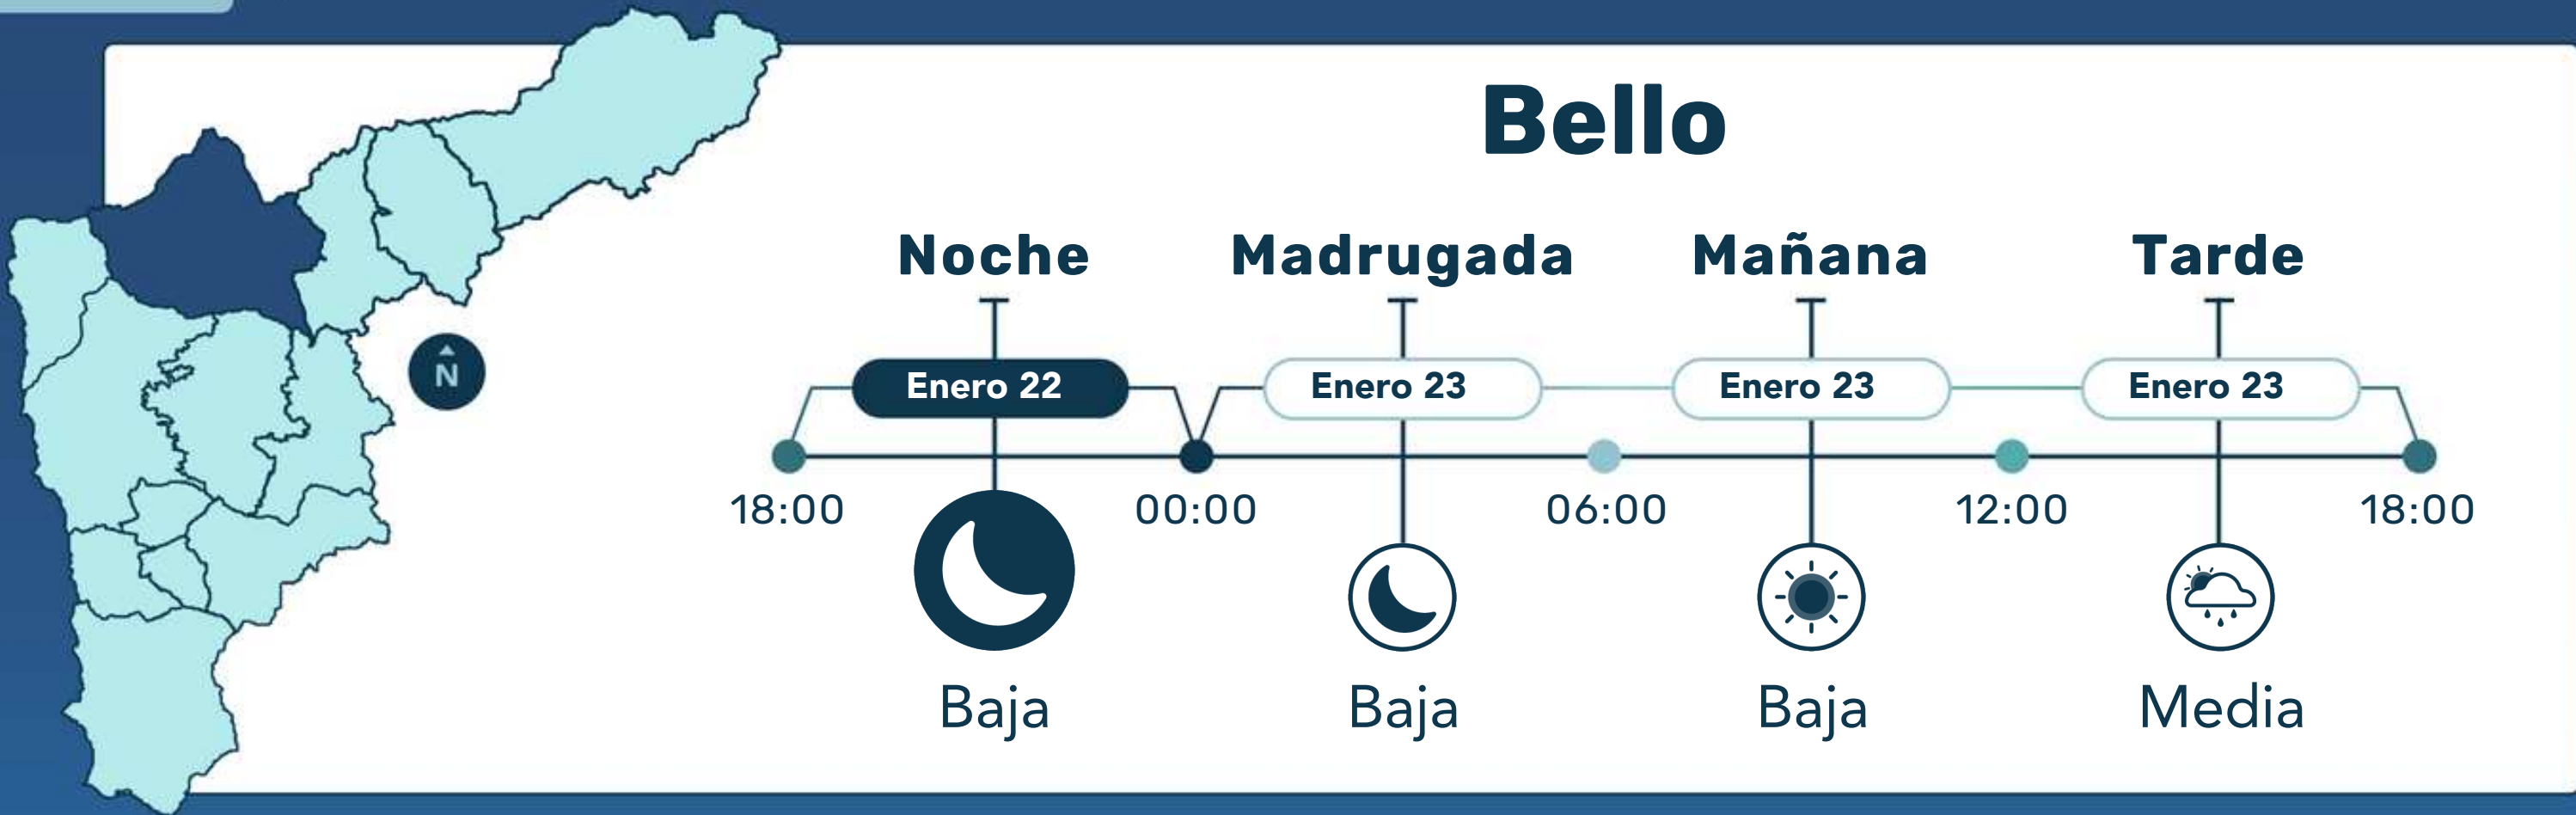 Bello
Noche Madrugada Mañana Tarde
Enero 22 Enero 23 Enero 23 Enero 23
N
18:00 00:00 06:00 12:00 18:00
Baja Baja Baja Media